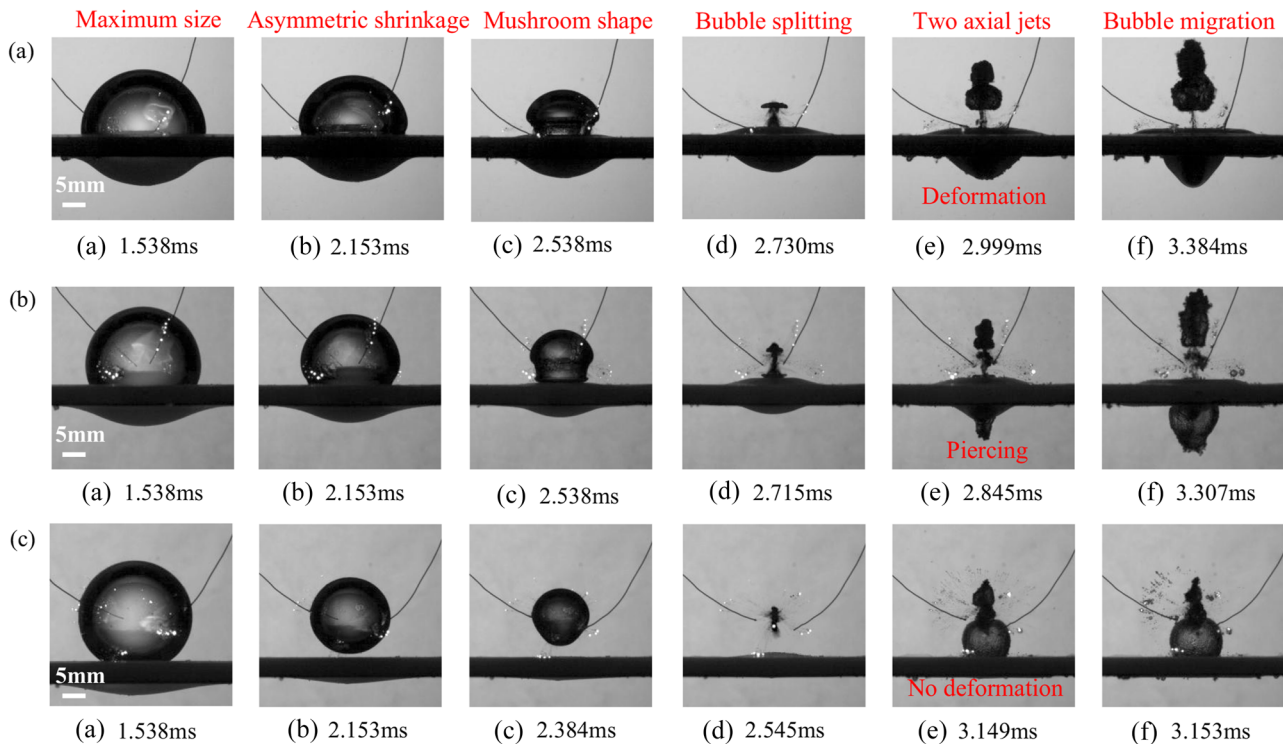 Maximum size Asymmetric shrinkage Mushroom shape Bubble splitting Two axial jets Bubble migration
(a)
5mm
Deformation
(a) 1.538ms (b) 2.153ms (c) 2.538ms (d) 2.730ms (e) 2.999ms (f) 3.384ms
(b)
5mm
Piercing
(a) 1.538ms (b) 2.153ms (c) 2.538ms (d) 2.715ms (e) 2.845ms (f) 3.307ms
(c)
5mm
No deformation
(a) 1.538ms (b) 2.153ms (c) 2.384ms (d) 2.545ms (e) 3.149ms (f) 3.153ms